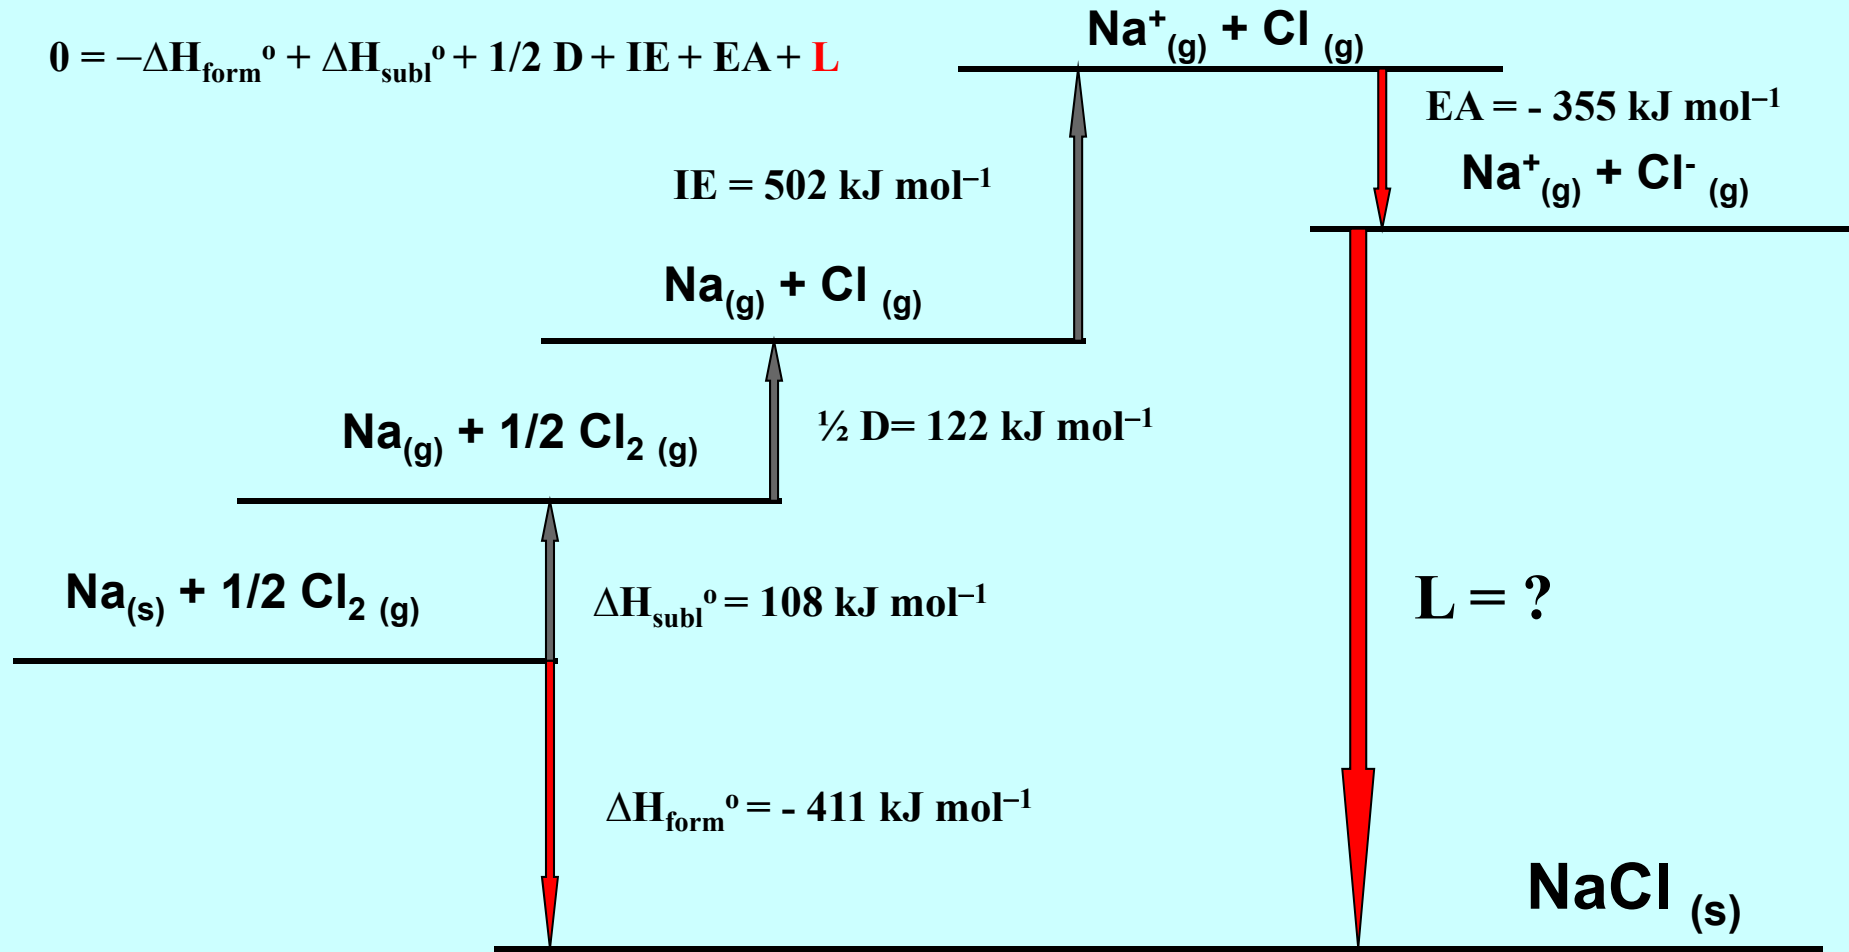 Na⁺(g) + Cl (g)
0 = −ΔHform° + ΔHsubl° + 1/2 D + IE + EA + L
EA = - 355 kJ mol⁻¹
Na⁺(g) + Cl⁻ (g)
IE = 502 kJ mol⁻¹
Na(g) + Cl (g)
Na(g) + 1/2 Cl₂ (g)
½ D= 122 kJ mol⁻¹
Na(s) + 1/2 Cl₂ (g)
ΔHsubl° = 108 kJ mol⁻¹
L = ?
ΔHform° = - 411 kJ mol⁻¹
NaCl (s)